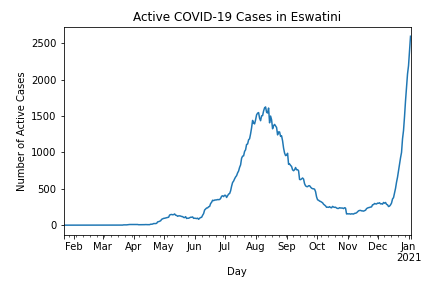 Active COVID-19 Cases in Eswatini
Number of Active Cases
2500
2000
1500
1000
500
0
Feb Mar Apr May Jun Jul Aug Sep Oct Nov Dec Jan
2021
Day